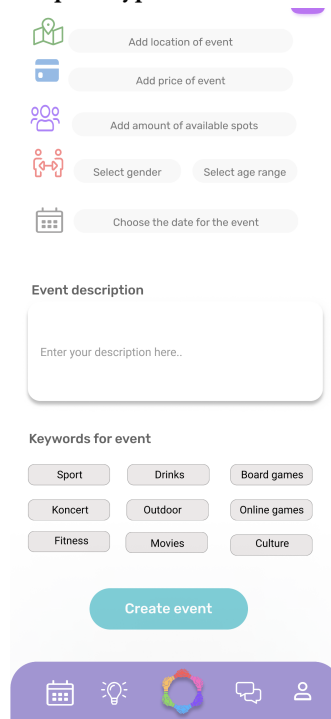 Add location of event
Add price of event
Add amount of available spots
Select gender Select age range
Choose the date for the event
Event description
Enter your description here..
Keywords for event
Sport Drinks Board games
Koncert Outdoor Online games
Fitness Movies Culture
Create event